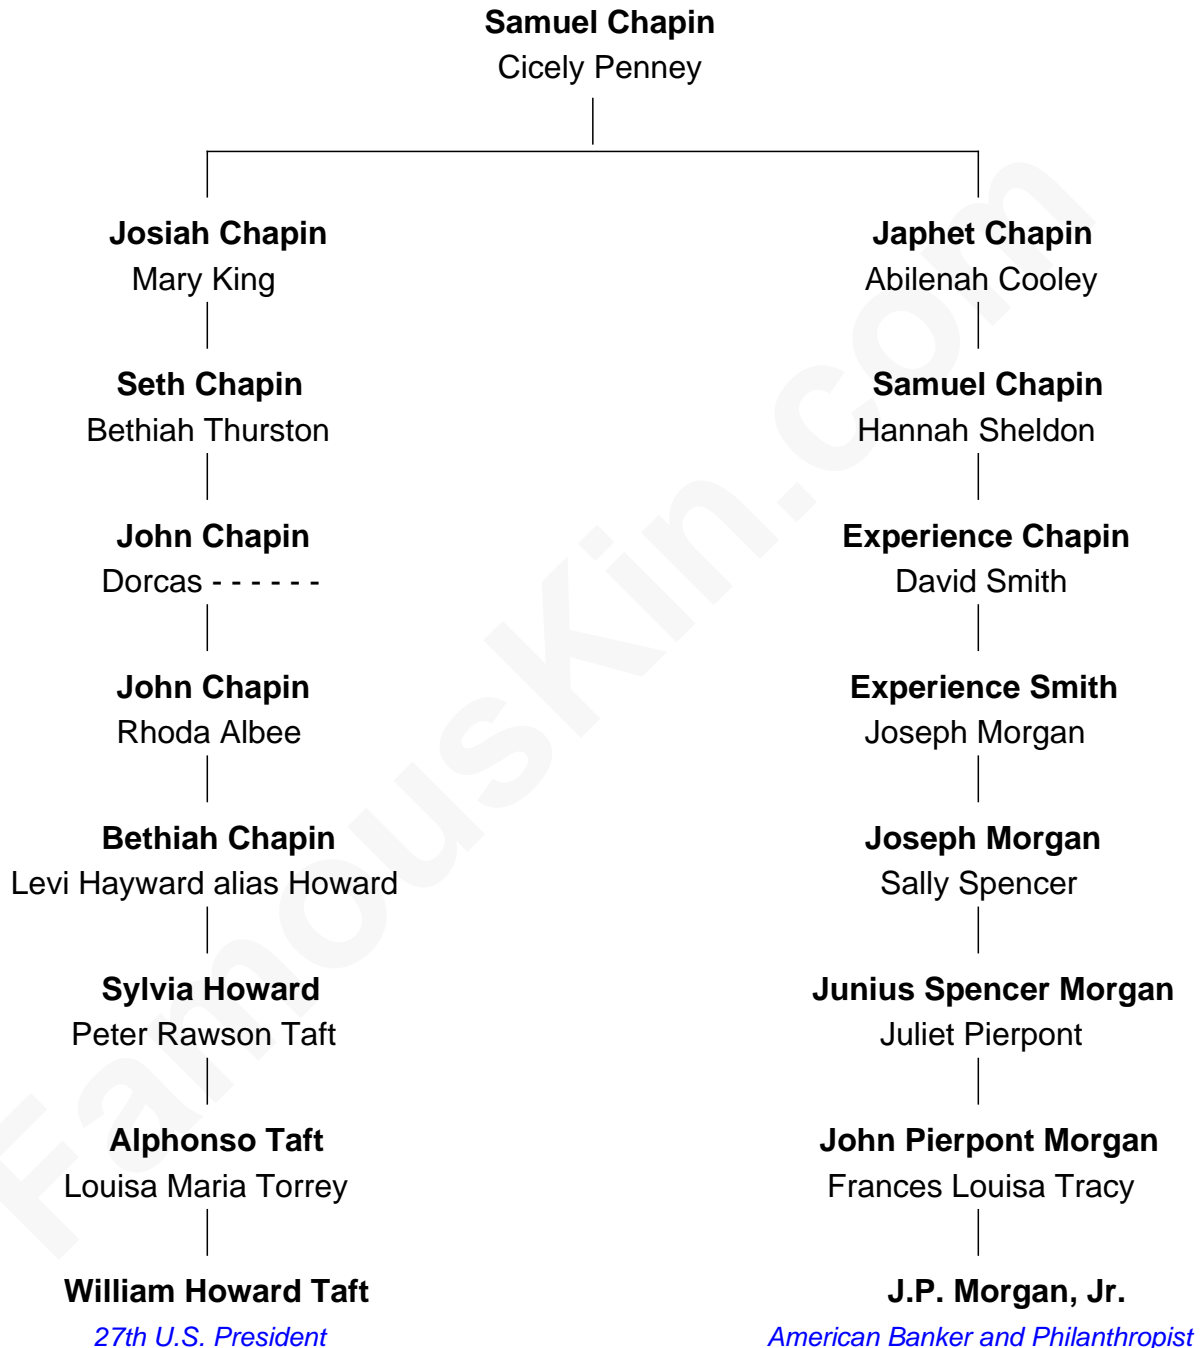 Samuel Chapin
Cicely Penney
Josiah Chapin
Mary King
Japhet Chapin
Abilenah Cooley
Seth Chapin
Bethiah Thurston
Samuel Chapin
Hannah Sheldon
John Chapin
Dorcas - - - - - -
Experience Chapin
David Smith
John Chapin
Rhoda Albee
Experience Smith
Joseph Morgan
Bethiah Chapin
Levi Hayward alias Howard
Joseph Morgan
Sally Spencer
Sylvia Howard
Peter Rawson Taft
Junius Spencer Morgan
Juliet Pierpont
Alphonso Taft
Louisa Maria Torrey
John Pierpont Morgan
Frances Louisa Tracy
William Howard Taft
27th U.S. President
J.P. Morgan, Jr.
American Banker and Philanthropist
FamousKin.com